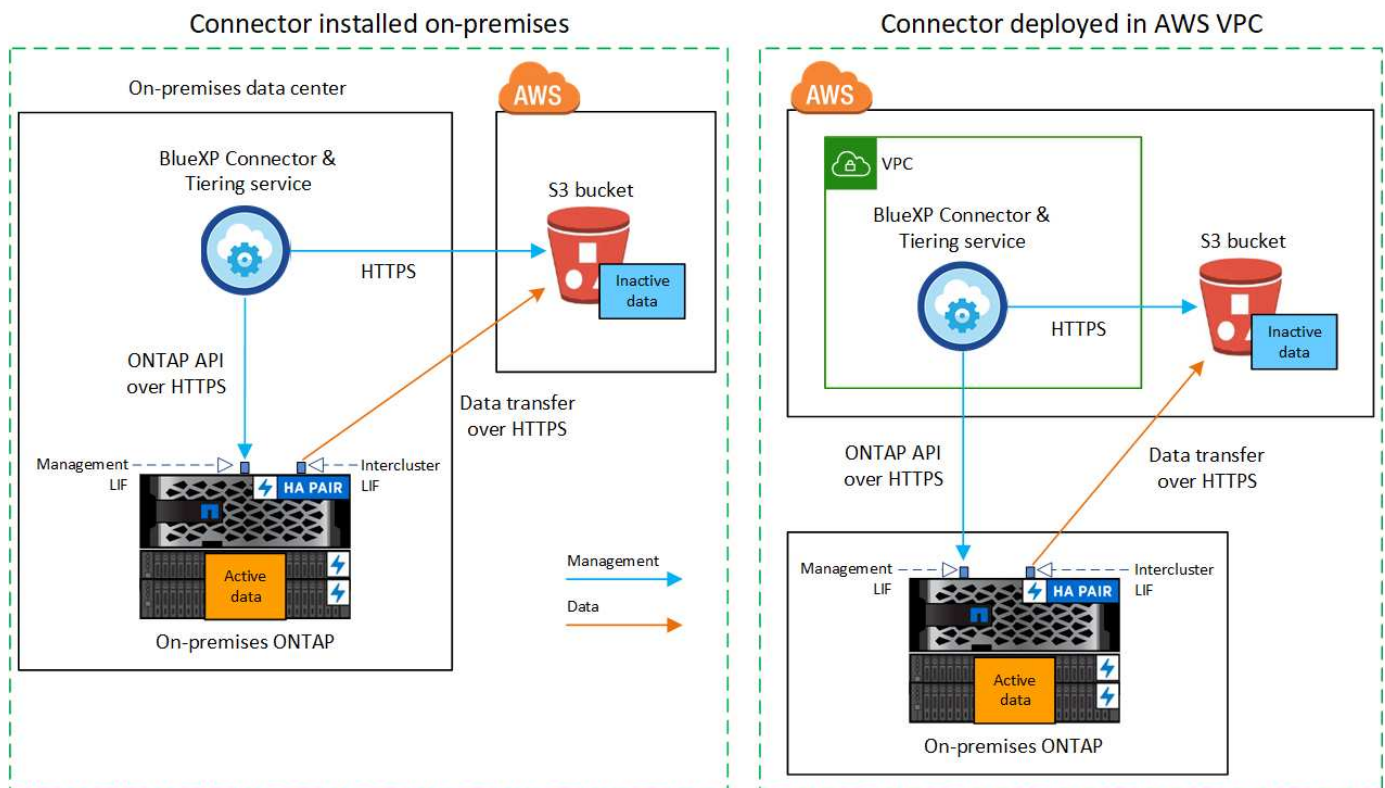 Connector installed on-premises
On-premises data center
AWS
BlueXP Connector &
Tiering service
S3 bucket
HTTPS
Inactive
data
ONTAP API
over HTTPS
Data transfer
over HTTPS
Management
LIF
Intercluster
LIF
HA PAIR
Active
data
On-premises ONTAP
Management
Data
Connector deployed in AWS VPC
AWS
VPC
BlueXP Connector &
Tiering service
S3 bucket
HTTPS
Inactive
data
ONTAP API
over HTTPS
Data transfer
over HTTPS
Management
LIF
Intercluster
LIF
HA PAIR
Active
data
On-premises ONTAP